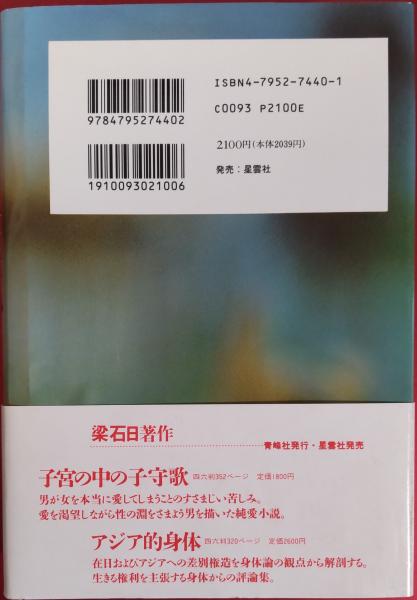 ISBN4-7952-7440-1
C0093 P2100E
9784795274402
2100円(本体2039円)
発売：星雲社
1910093021006
梁石日著作
青峰社発行・星雲社発売
子宮の中の子守歌 四六判352ページ 定価1800円
男が女を本当に愛してしまうことのすさまじい苦しみ。
愛を渇望しながら性の淵をさまよう男を描いた純愛小説。
アジア的身体 四六判320ページ 定価2600円
在日およびアジアへの差別構造を身体論の観点から解剖する。
生きる権利を主張する身体からの評論集。